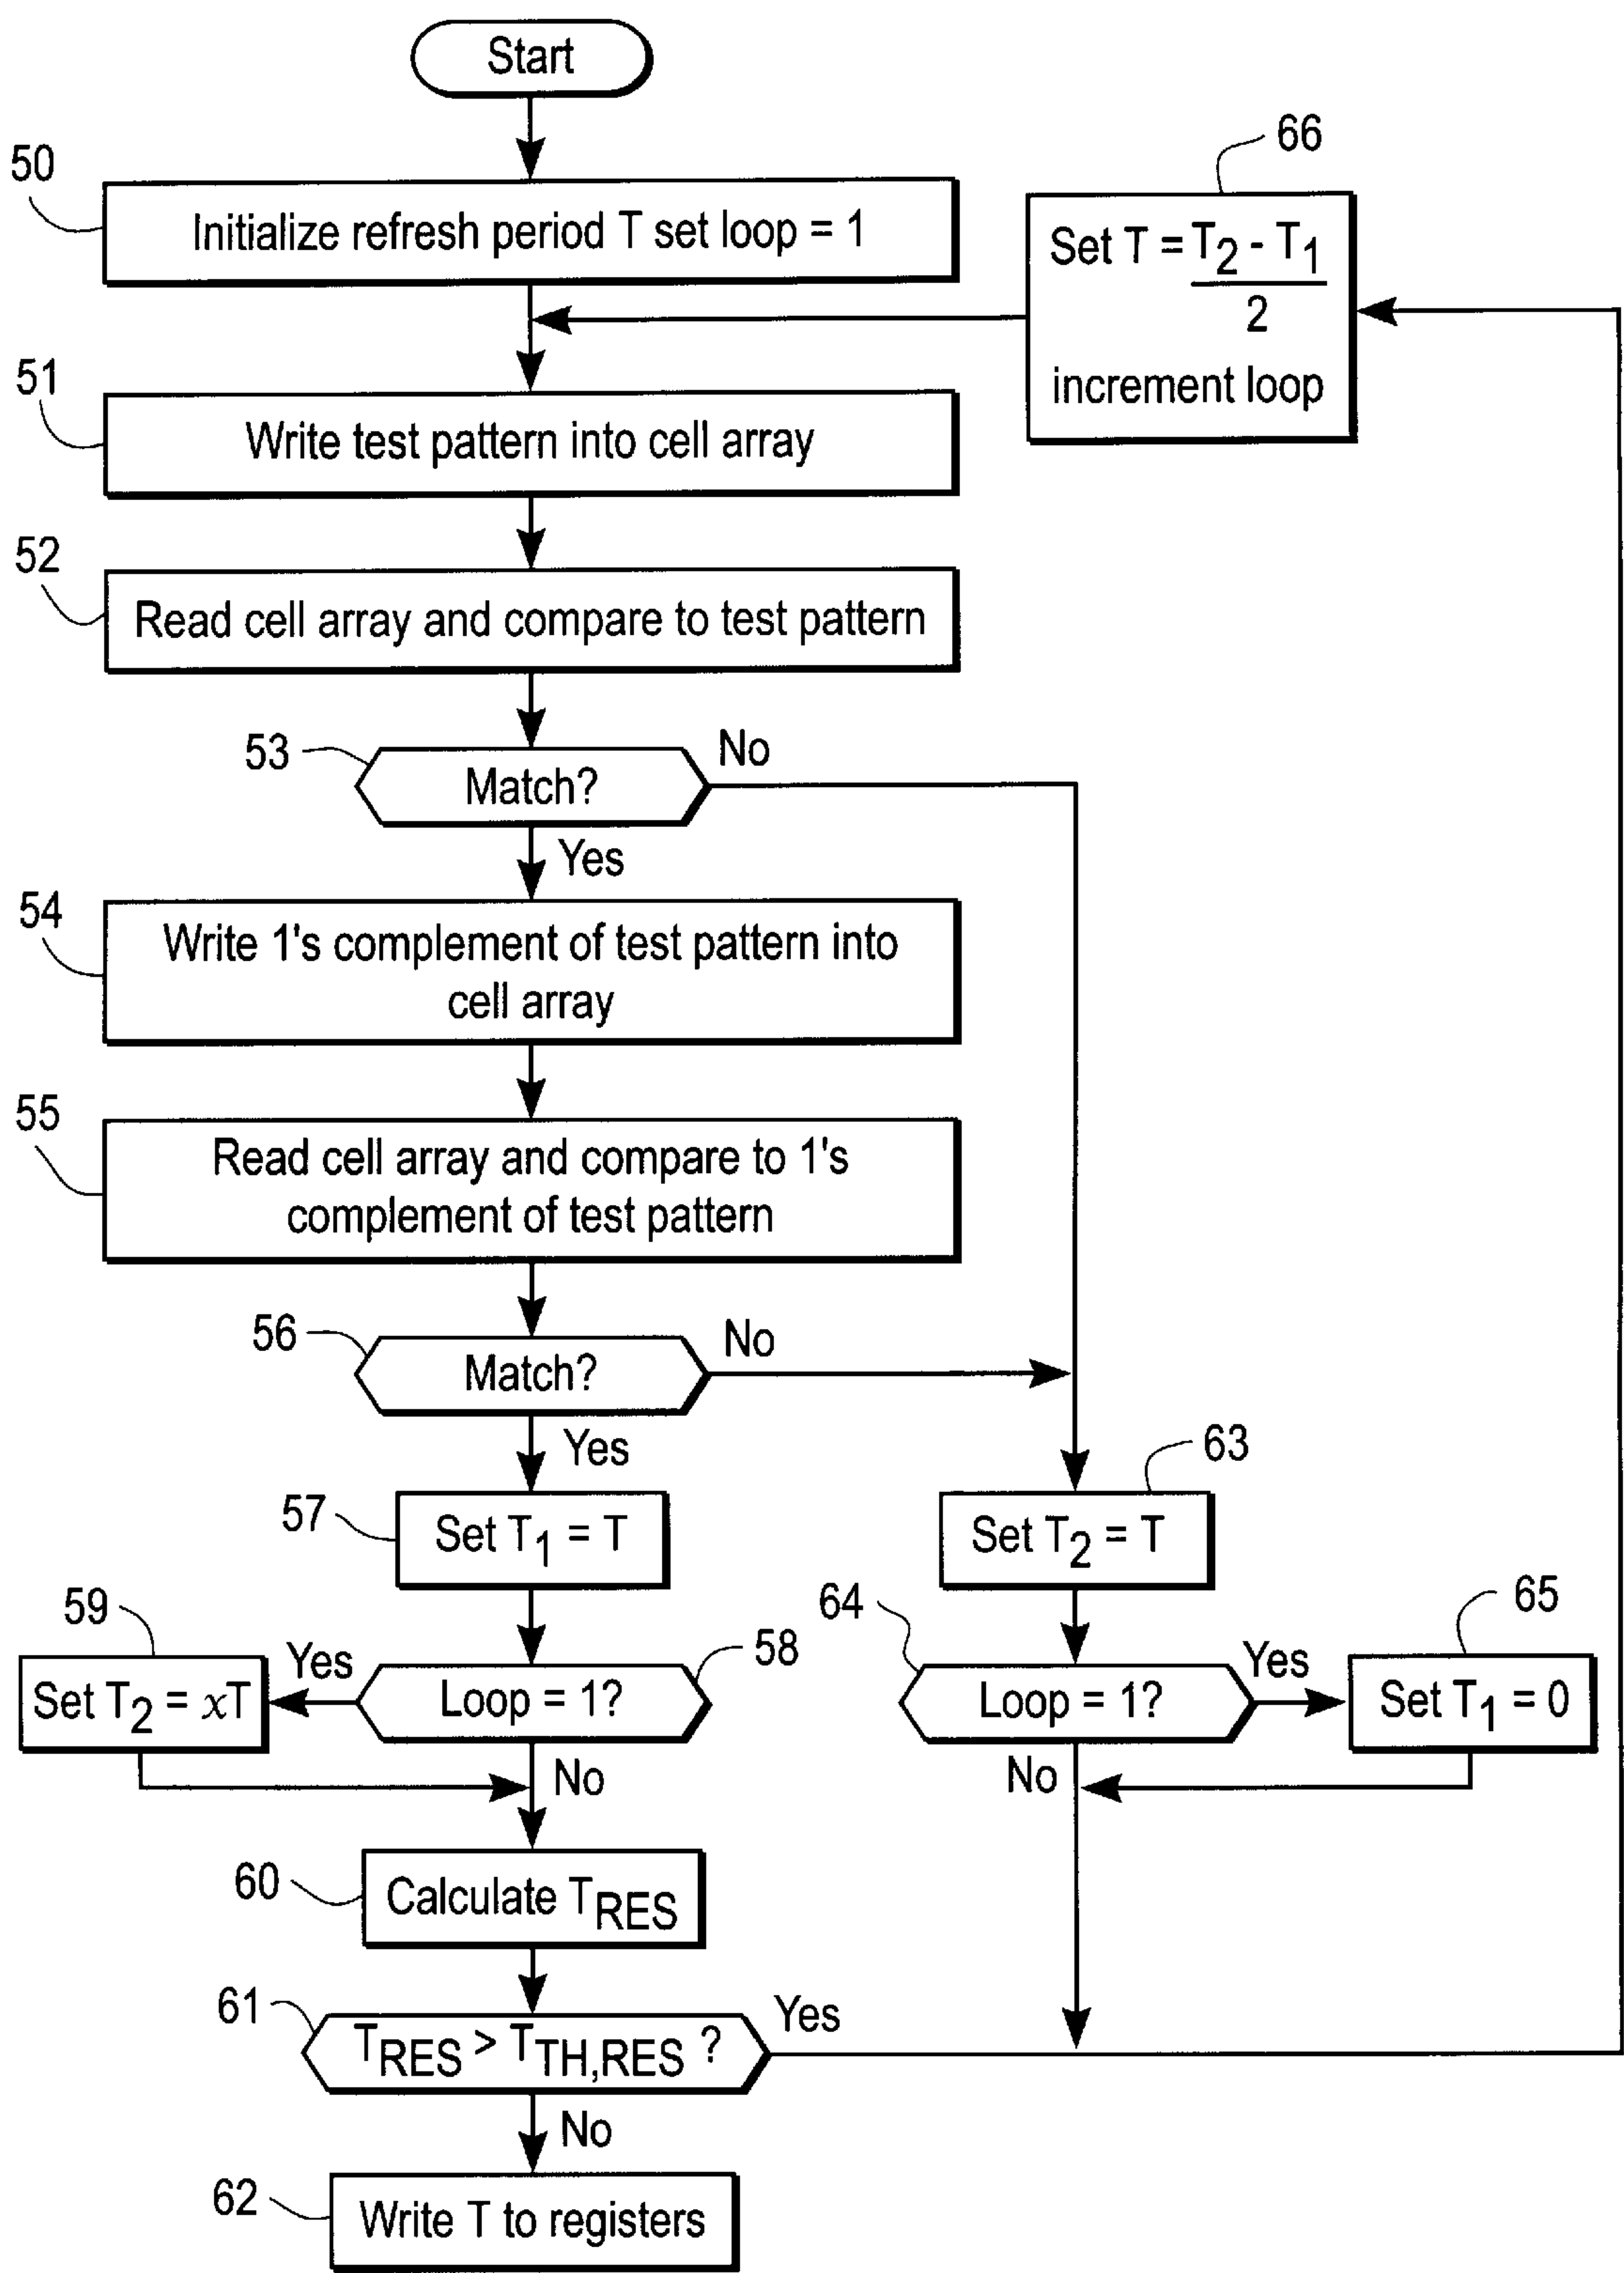 Start
50
Initialize refresh period T set loop = 1
66
Set T = T2 - T1
2
increment loop
51
Write test pattern into cell array
52
Read cell array and compare to test pattern
53
Match?
No
Yes
54
Write 1's complement of test pattern into
cell array
55
Read cell array and compare to 1's
complement of test pattern
56
Match?
No
Yes
57
Set T1 = T
63
Set T2 = T
59
Set T2 = xT
Yes
58
Loop = 1?
No
64
Loop = 1?
Yes
No
65
Set T1 = 0
60
Calculate TRES
61
TRES > TTH,RES ?
Yes
No
62
Write T to registers